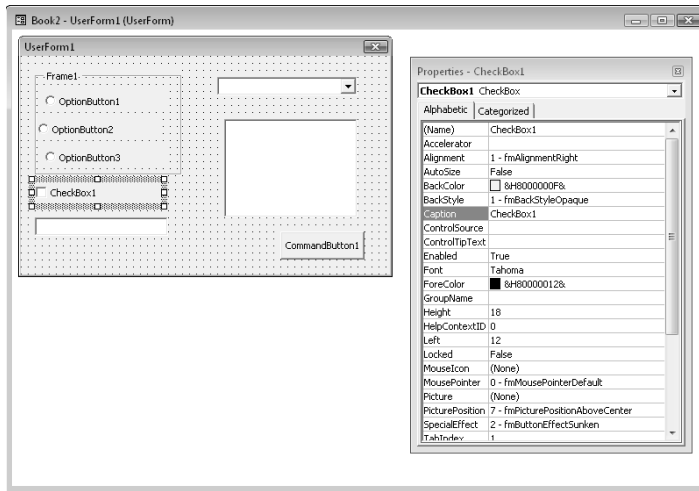 Book2 - UserForm1 (UserForm)
UserForm1
Frame1
OptionButton1
OptionButton2
OptionButton3
CheckBox1
CommandButton1
Properties - CheckBox1
CheckBox1 CheckBox
Alphabetic Categorized
(Name) CheckBox1
Accelerator
Alignment 1 - fmAlignmentRight
AutoSize False
BackColor &H8000000F&
BackStyle 1 - fmBackStyleOpaque
Caption CheckBox1
ControlSource
ControlTipText
Enabled True
Font Tahoma
ForeColor &H80000012&
GroupName
Height 18
HelpContextID 0
Left 12
Locked False
MouseIcon (None)
MousePointer 0 - fmMousePointerDefault
Picture (None)
PicturePosition 7 - fmPicturePositionAboveCenter
SpecialEffect 2 - fmButtonEffectSunken
TabIndex 1